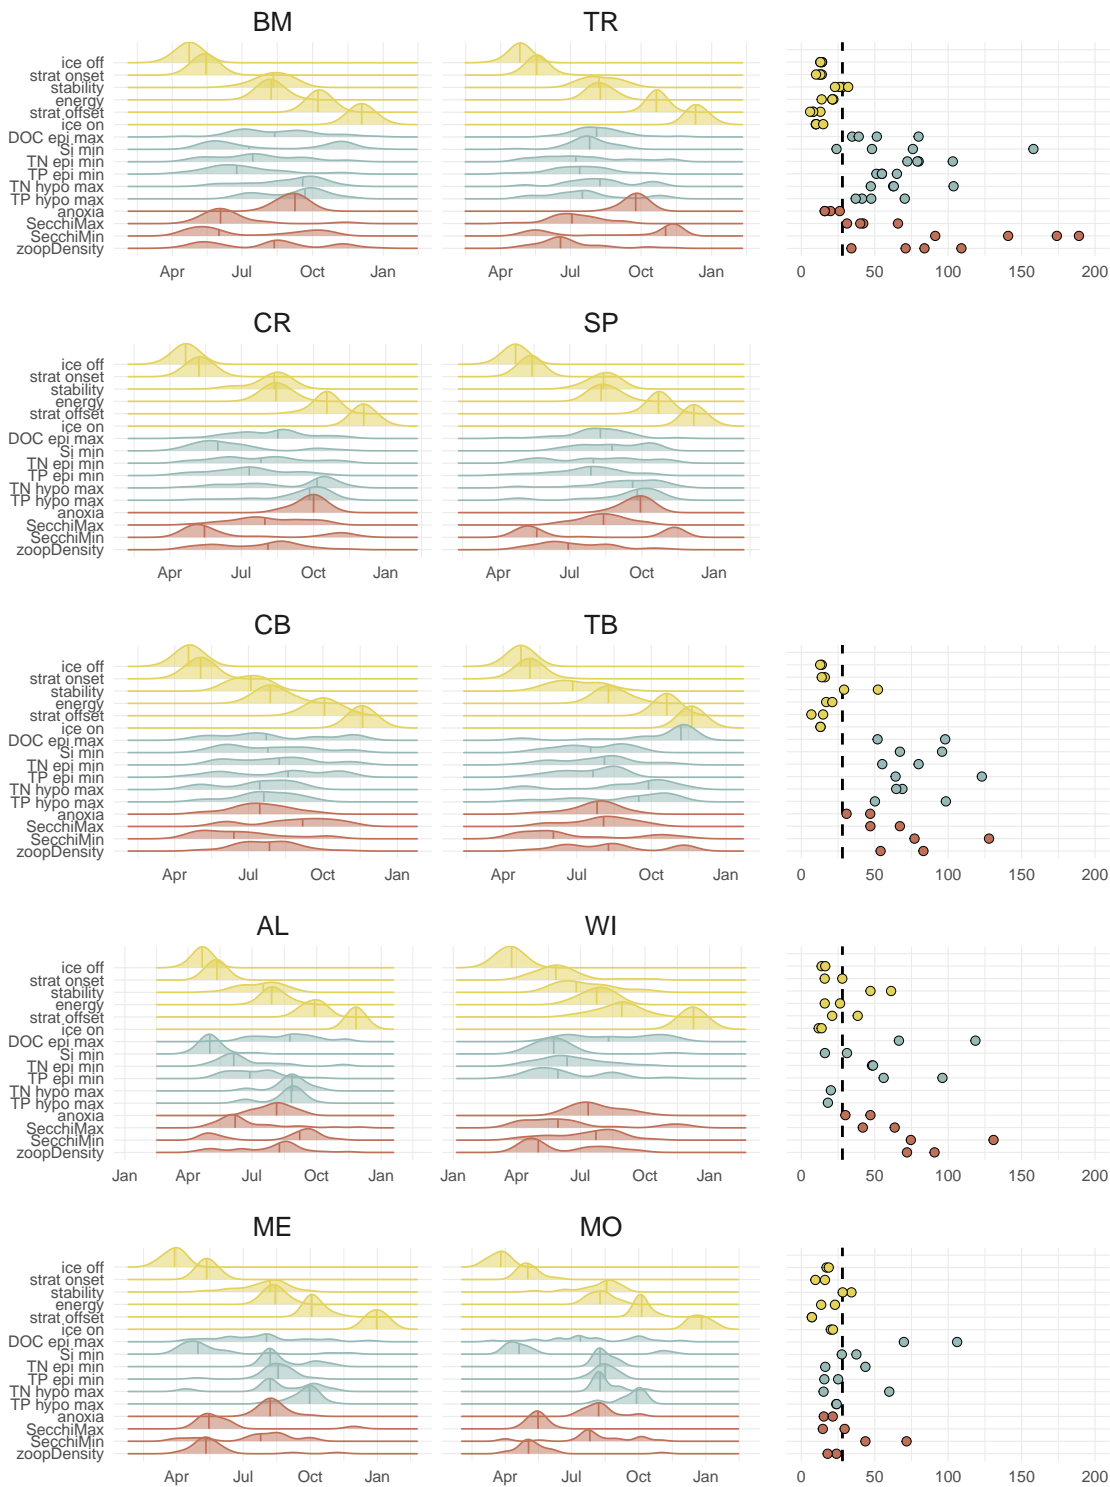 BM TR
ice off
strat onset
stability
energy
strat offset
ice on
DOC epi max
Si min
TN epi min
TP epi min
TN hypo max
TP hypo max
anoxia
SecchiMax
SecchiMin
zoopDensity
Apr Jul Oct Jan Apr Jul Oct Jan 0 50 100 150 200
CR SP
ice off
strat onset
stability
energy
strat offset
ice on
DOC epi max
Si min
TN epi min
TP epi min
TN hypo max
TP hypo max
anoxia
SecchiMax
SecchiMin
zoopDensity
Apr Jul Oct Jan Apr Jul Oct Jan
CB TB
ice off
strat onset
stability
energy
strat offset
ice on
DOC epi max
Si min
TN epi min
TP epi min
TN hypo max
TP hypo max
anoxia
SecchiMax
SecchiMin
zoopDensity
Apr Jul Oct Jan Apr Jul Oct Jan 0 50 100 150 200
AL WI
ice off
strat onset
stability
energy
strat offset
ice on
DOC epi max
Si min
TN epi min
TP epi min
TN hypo max
TP hypo max
anoxia
SecchiMax
SecchiMin
zoopDensity
Jan Apr Jul Oct Jan Jan Apr Jul Oct Jan 0 50 100 150 200
ME MO
ice off
strat onset
stability
energy
strat offset
ice on
DOC epi max
Si min
TN epi min
TP epi min
TN hypo max
TP hypo max
anoxia
SecchiMax
SecchiMin
zoopDensity
Apr Jul Oct Jan Apr Jul Oct Jan 0 50 100 150 200